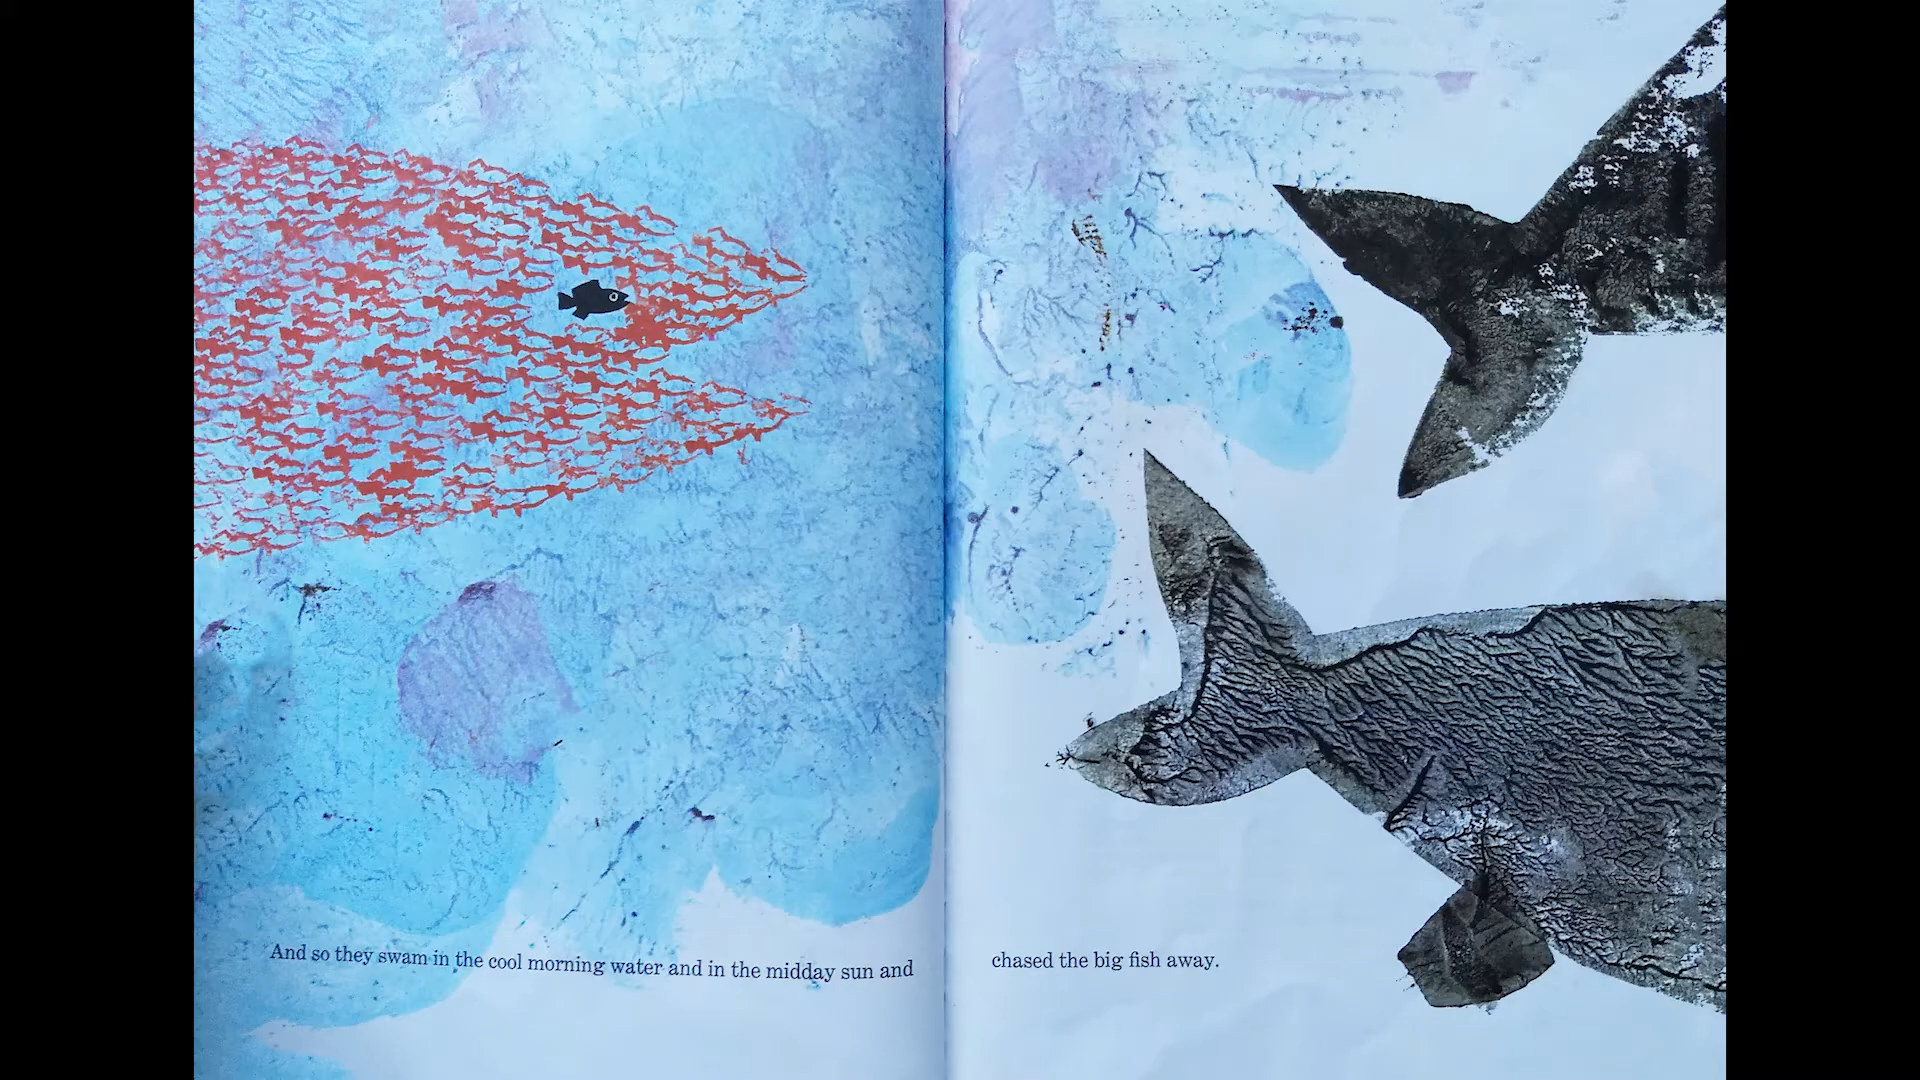 And so they swam in the cool morning water and in the midday sun and
chased the big fish away.